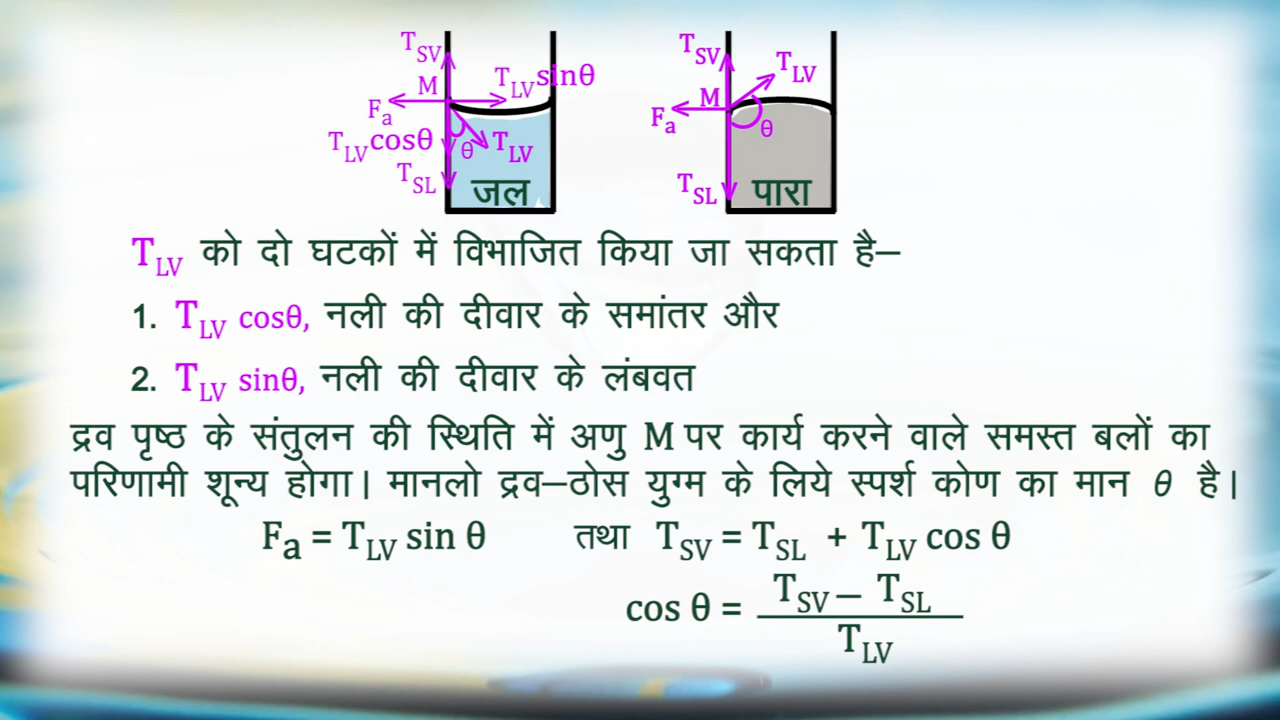 T_SV
M
T_LV sinθ
F_a
T_LV cosθ
θ
T_LV
T_SL
जल
T_SV
T_LV
M
F_a
θ
T_SL
पारा
T_LV को दो घटकों में विभाजित किया जा सकता है–
1. T_LV cosθ, नली की दीवार के समांतर और
2. T_LV sinθ, नली की दीवार के लंबवत
द्रव पृष्ठ के संतुलन की स्थिति में अणु M पर कार्य करने वाले समस्त बलों का
परिणामी शून्य होगा। मानलो द्रव–ठोस युग्म के लिये स्पर्श कोण का मान θ है।
F_a = T_LV sin θ तथा T_SV = T_SL + T_LV cos θ
cos θ = (T_SV – T_SL) / T_LV